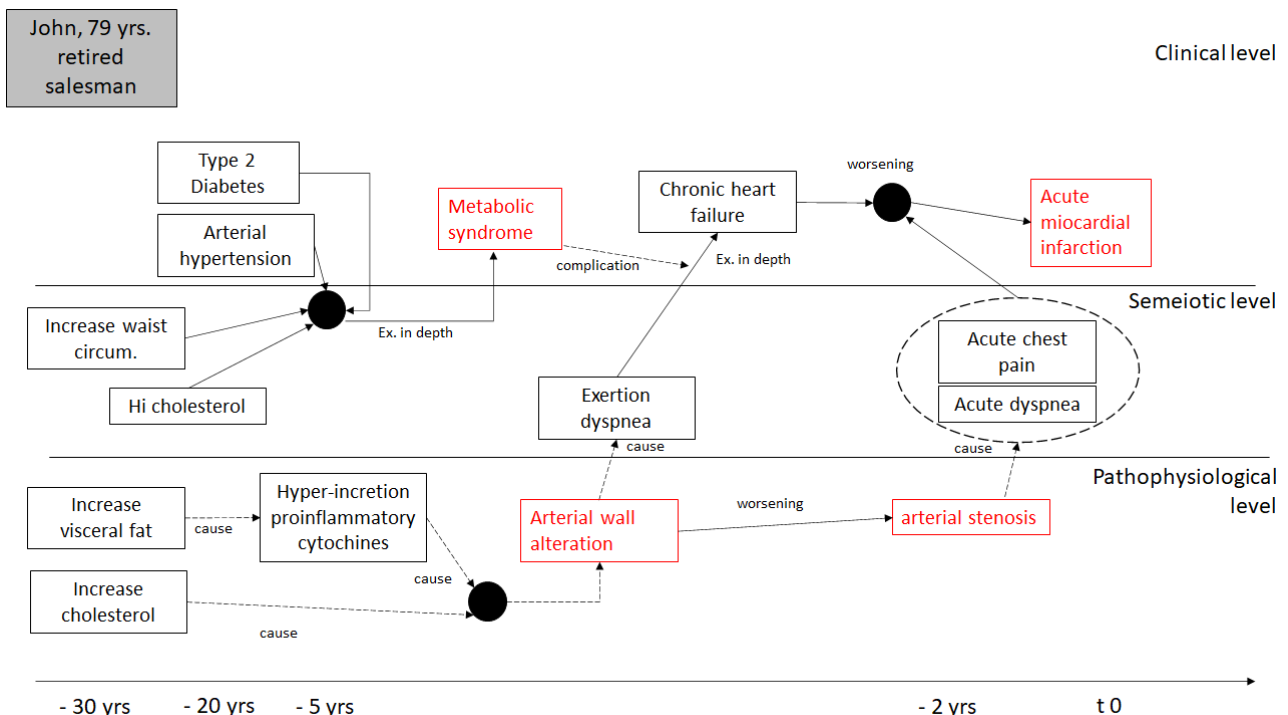 John, 79 yrs.
retired
salesman
Clinical level
Type 2
Diabetes
Arterial
hypertension
Metabolic
syndrome
complication
Chronic heart
failure
Ex. in depth
worsening
Acute
miocardial
infarction
Semeiotic level
Increase waist
circum.
Hi cholesterol
Ex. in depth
Exertion
dyspnea
cause
Acute chest
pain
Acute dyspnea
cause
Pathophysiological
level
Increase
visceral fat
cause
Hyper-incretion
proinflammatory
cytochines
cause
Increase
cholesterol
cause
Arterial wall
alteration
worsening
arterial stenosis
- 30 yrs
- 20 yrs
- 5 yrs
- 2 yrs
t 0